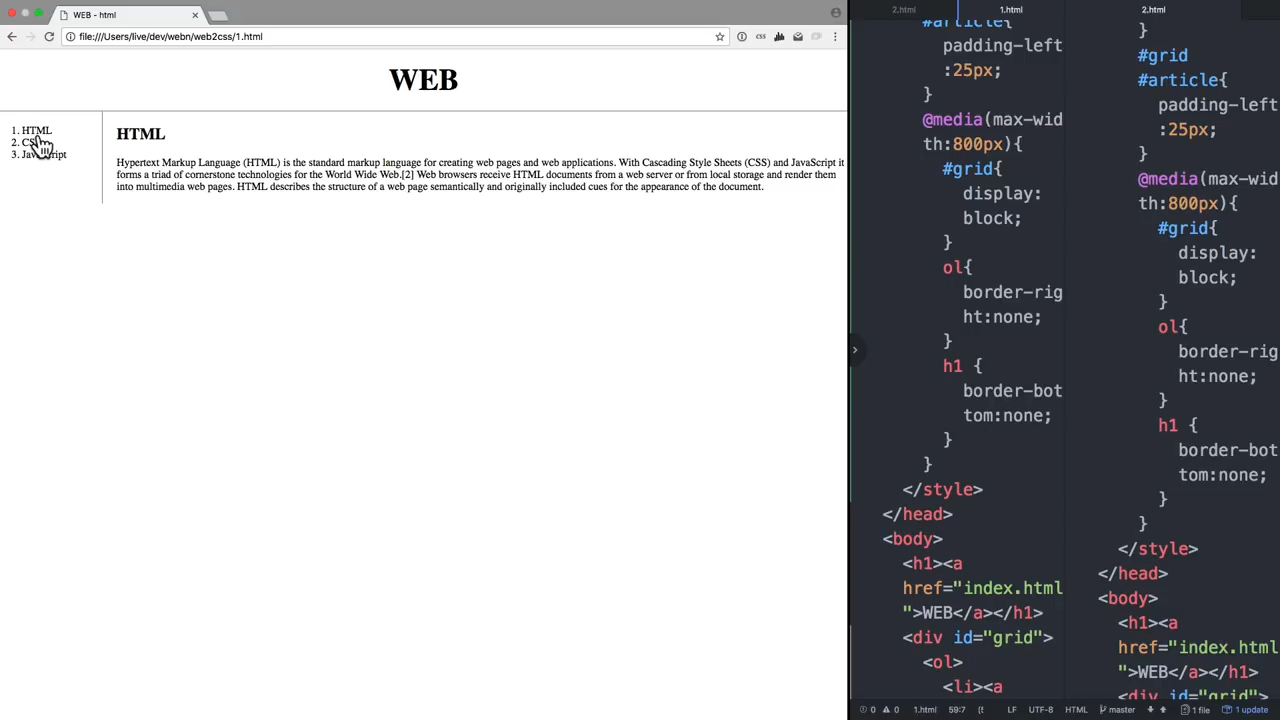 WEB - html
file:///Users/live/dev/webn/web2css/1.html
css
WEB
1. HTML
2. CSS
3. JavaScript
HTML
Hypertext Markup Language (HTML) is the standard markup language for creating web pages and web applications. With Cascading Style Sheets (CSS) and JavaScript it
forms a triad of cornerstone technologies for the World Wide Web.[2] Web browsers receive HTML documents from a web server or from local storage and render them
into multimedia web pages. HTML describes the structure of a web page semantically and originally included cues for the appearance of the document.
2.html
1.html
#article{
padding-left
:25px;
}
@media(max-wid
th:800px){
#grid{
display:
block;
}
ol{
border-rig
ht:none;
}
h1 {
border-bot
tom:none;
}
}
</style>
</head>
<body>
<h1><a
href="index.html
">WEB</a></h1>
<div id="grid">
<ol>
<li><a
2.html
}
#grid
#article{
padding-left
:25px;
}
@media(max-wid
th:800px){
#grid{
display:
block;
}
ol{
border-rig
ht:none;
}
h1 {
border-bot
tom:none;
}
}
</style>
</head>
<body>
<h1><a
href="index.html
">WEB</a></h1>
<div id="grid">
0 0 1.html 59:7 LF UTF-8 HTML master 1 file 1 update